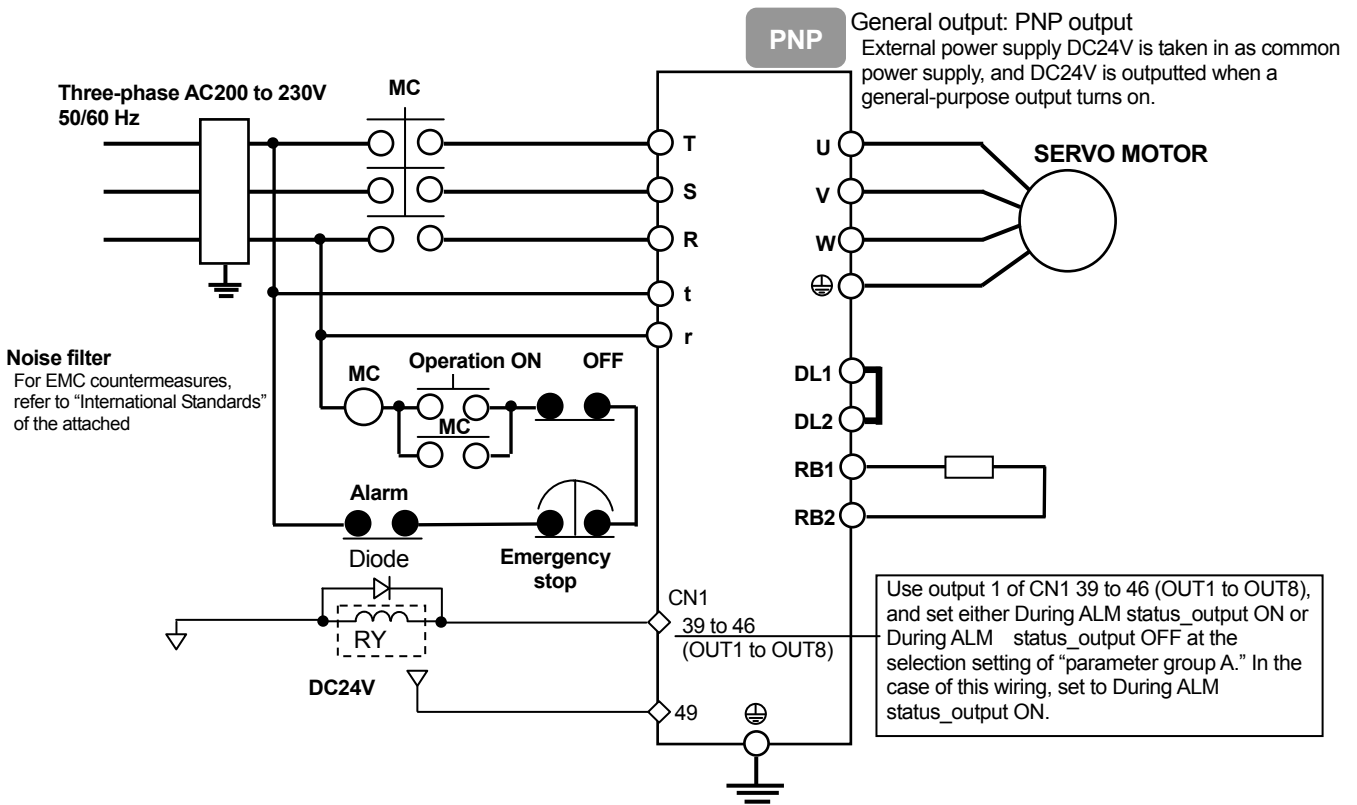 PNP
General output: PNP output
External power supply DC24V is taken in as common
power supply, and DC24V is outputted when a
general-purpose output turns on.
Three-phase AC200 to 230V
50/60 Hz
MC
T
S
R
t
r
U
V
W
SERVO MOTOR
Noise filter
For EMC countermeasures,
refer to “International Standards”
of the attached
MC
Operation ON
OFF
MC
Alarm
Emergency
stop
DL1
DL2
RB1
RB2
Diode
RY
DC24V
CN1
39 to 46
(OUT1 to OUT8)
49
Use output 1 of CN1 39 to 46 (OUT1 to OUT8),
and set either During ALM status_output ON or
During ALM status_output OFF at the
selection setting of “parameter group A.” In the
case of this wiring, set to During ALM
status_output ON.